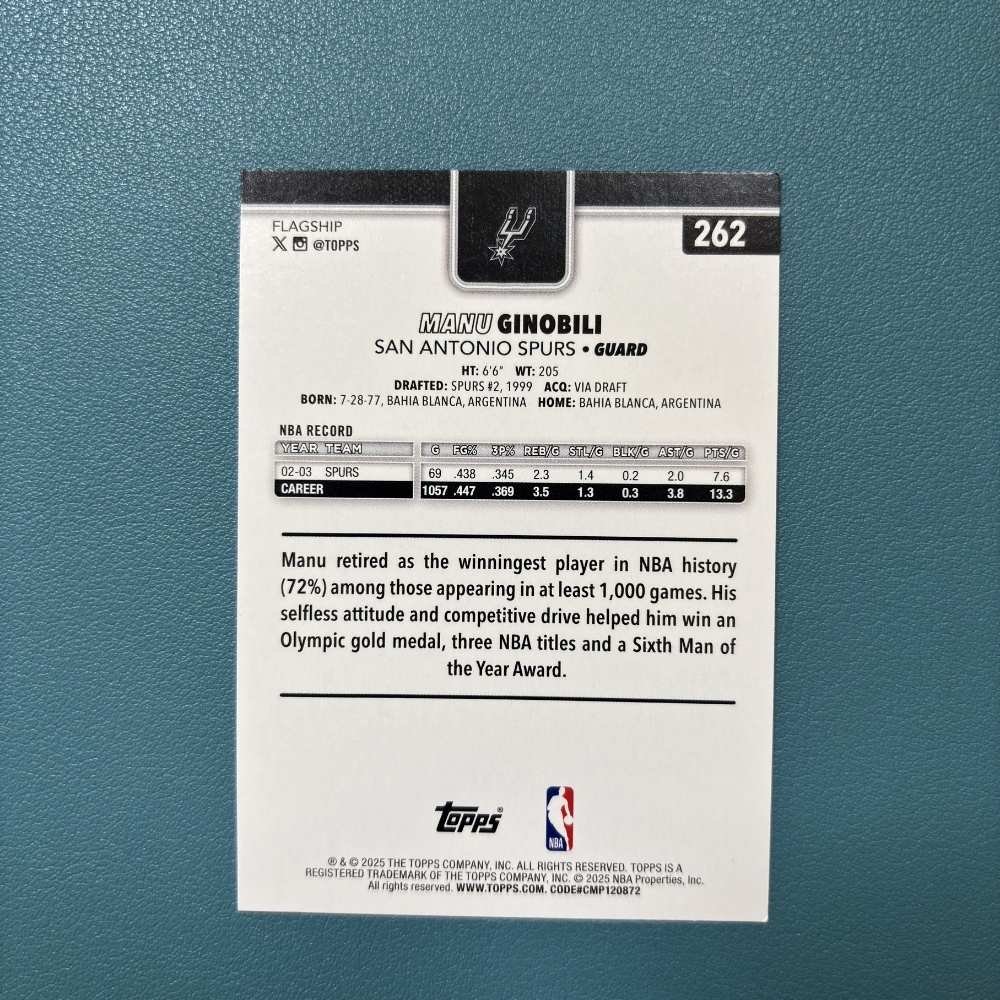 FLAGSHIP
X @TOPPS
262
MANU GINOBILI
SAN ANTONIO SPURS • GUARD
HT: 6'6" WT: 205
DRAFTED: SPURS #2, 1999 ACQ: VIA DRAFT
BORN: 7-28-77, BAHIA BLANCA, ARGENTINA HOME: BAHIA BLANCA, ARGENTINA
NBA RECORD
YEAR TEAM G FG% 3P% REB/G STL/G BLK/G AST/G PTS/G
02-03 SPURS 69 .438 .345 2.3 1.4 0.2 2.0 7.6
CAREER 1057 .447 .369 3.5 1.3 0.3 3.8 13.3
Manu retired as the winningest player in NBA history
(72%) among those appearing in at least 1,000 games. His
selfless attitude and competitive drive helped him win an
Olympic gold medal, three NBA titles and a Sixth Man of
the Year Award.
topps®
NBA
® & © 2025 THE TOPPS COMPANY, INC. ALL RIGHTS RESERVED. TOPPS IS A
REGISTERED TRADEMARK OF THE TOPPS COMPANY, INC. © 2025 NBA Properties, Inc.
All rights reserved. WWW.TOPPS.COM. CODE#CMP120872